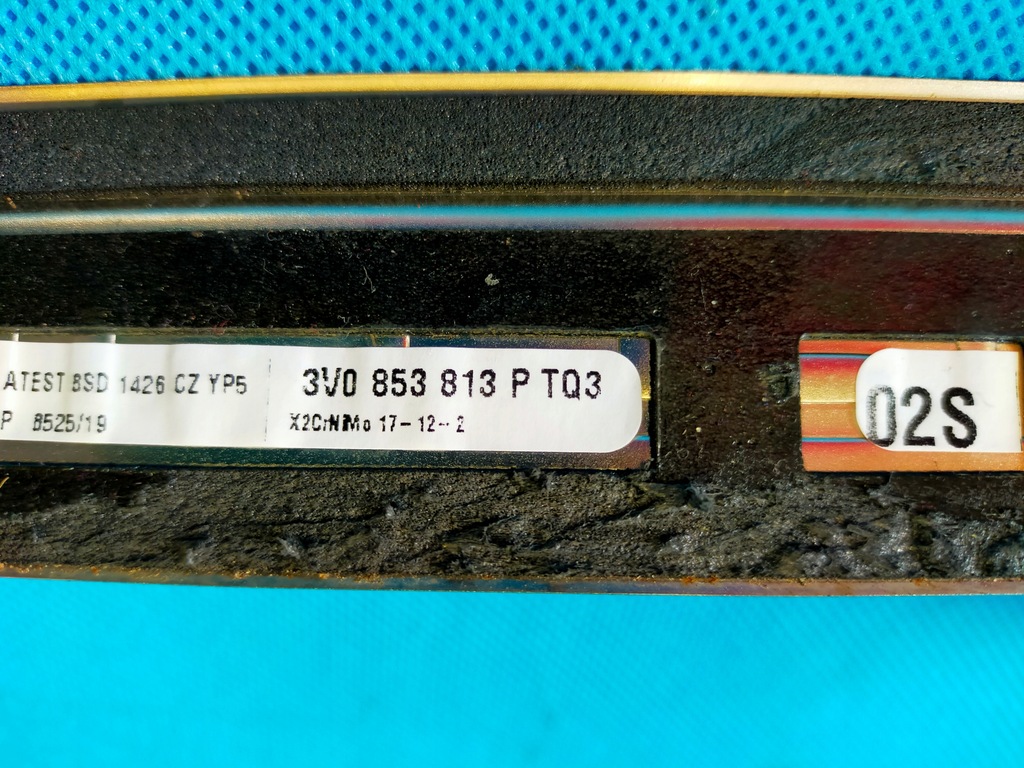 ATEST 8SD 1426 CZ YP5
P 8525/19
3V0 853 813 P TQ3
X2CrNiMo 17-12-2
02S